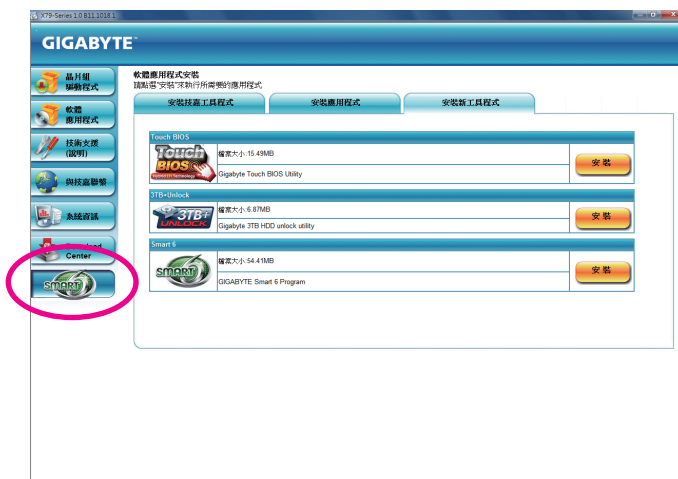 X79-Series 1.0 B11.1018.1
GIGABYTE™
晶片組
驅動程式
軟體
應用程式
技術支援
(說明)
與技嘉聯繫
系統資訊
Download
Center
SMART 6
軟體應用程式安裝
請點選"安裝"來執行所需要的應用程式
安裝技嘉工具程式
安裝應用程式
安裝新工具程式
Touch BIOS
Touch
BIOS
檔案大小:15.49MB
Gigabyte Touch BIOS Utility
安裝
3TB+Unlock
3TB+
UNLOCK
檔案大小:6.87MB
Gigabyte 3TB HDD unlock utility
安裝
Smart 6
SMART 6
檔案大小:54.41MB
GIGABYTE Smart 6 Program
安裝